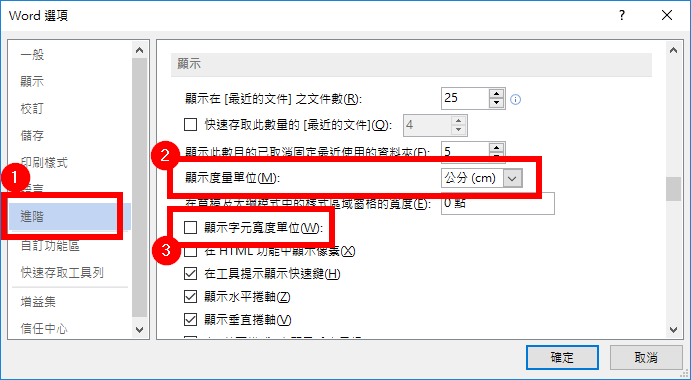 Word 選項
一般
顯示
校訂
儲存
印刷樣式
進階
自訂功能區
快速存取工具列
增益集
信任中心
顯示
顯示在 [最近的文件] 之文件數(R): 25
快速存取此數量的 [最近的文件](Q): 4
顯示此數目的已取消固定最近使用的資料夾(F): 5
顯示度量單位(M): 公分 (cm)
在草稿及大綱模式中的樣式區域窗格的寬度(E): 0 點
顯示字元寬度單位(W):
在 HTML 功能中顯示像素(X)
在工具提示顯示快速鍵(H)
顯示水平捲軸(Z)
顯示垂直捲軸(V)
確定 取消
1
2
3